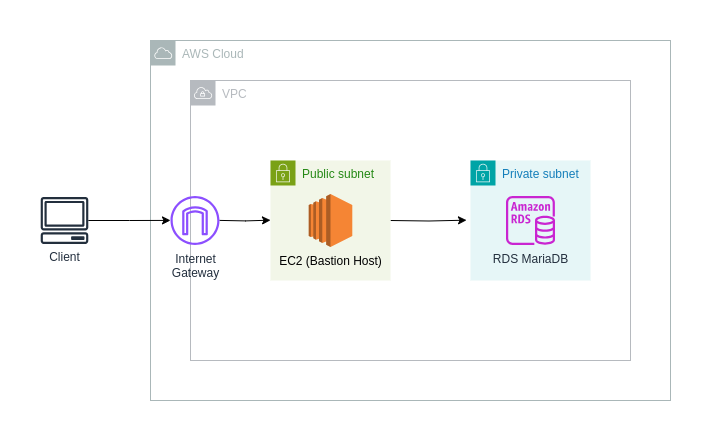 AWS Cloud
VPC
Public subnet
Private subnet
Amazon
RDS
Client
Internet
Gateway
EC2 (Bastion Host)
RDS MariaDB